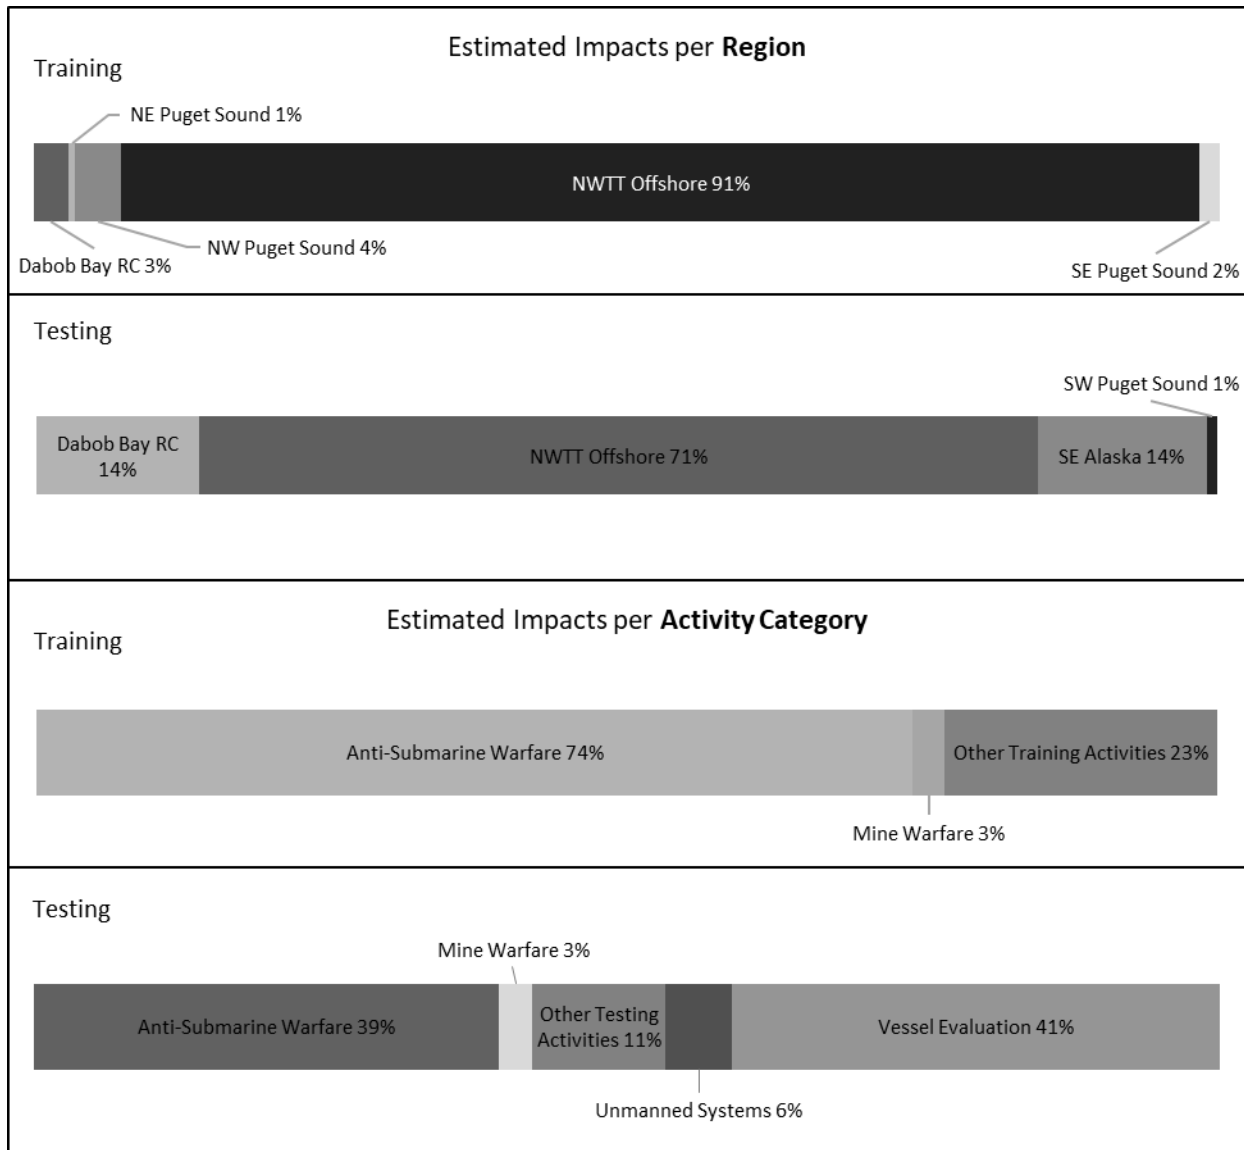 Estimated Impacts per Region
Training
NE Puget Sound 1%
NWTT Offshore 91%
NW Puget Sound 4%
Dabob Bay RC 3%
SE Puget Sound 2%
Testing
SW Puget Sound 1%
Dabob Bay RC
14%
NWTT Offshore 71%
SE Alaska 14%
Estimated Impacts per Activity Category
Training
Anti-Submarine Warfare 74%
Other Training Activities 23%
Mine Warfare 3%
Testing
Mine Warfare 3%
Anti-Submarine Warfare 39%
Other Testing
Activities 11%
Vessel Evaluation 41%
Unmanned Systems 6%